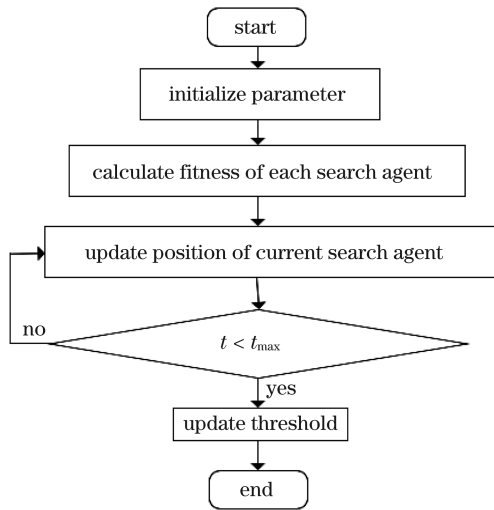 start
initialize parameter
calculate fitness of each search agent
update position of current search agent
no
t < tmax
yes
update threshold
end